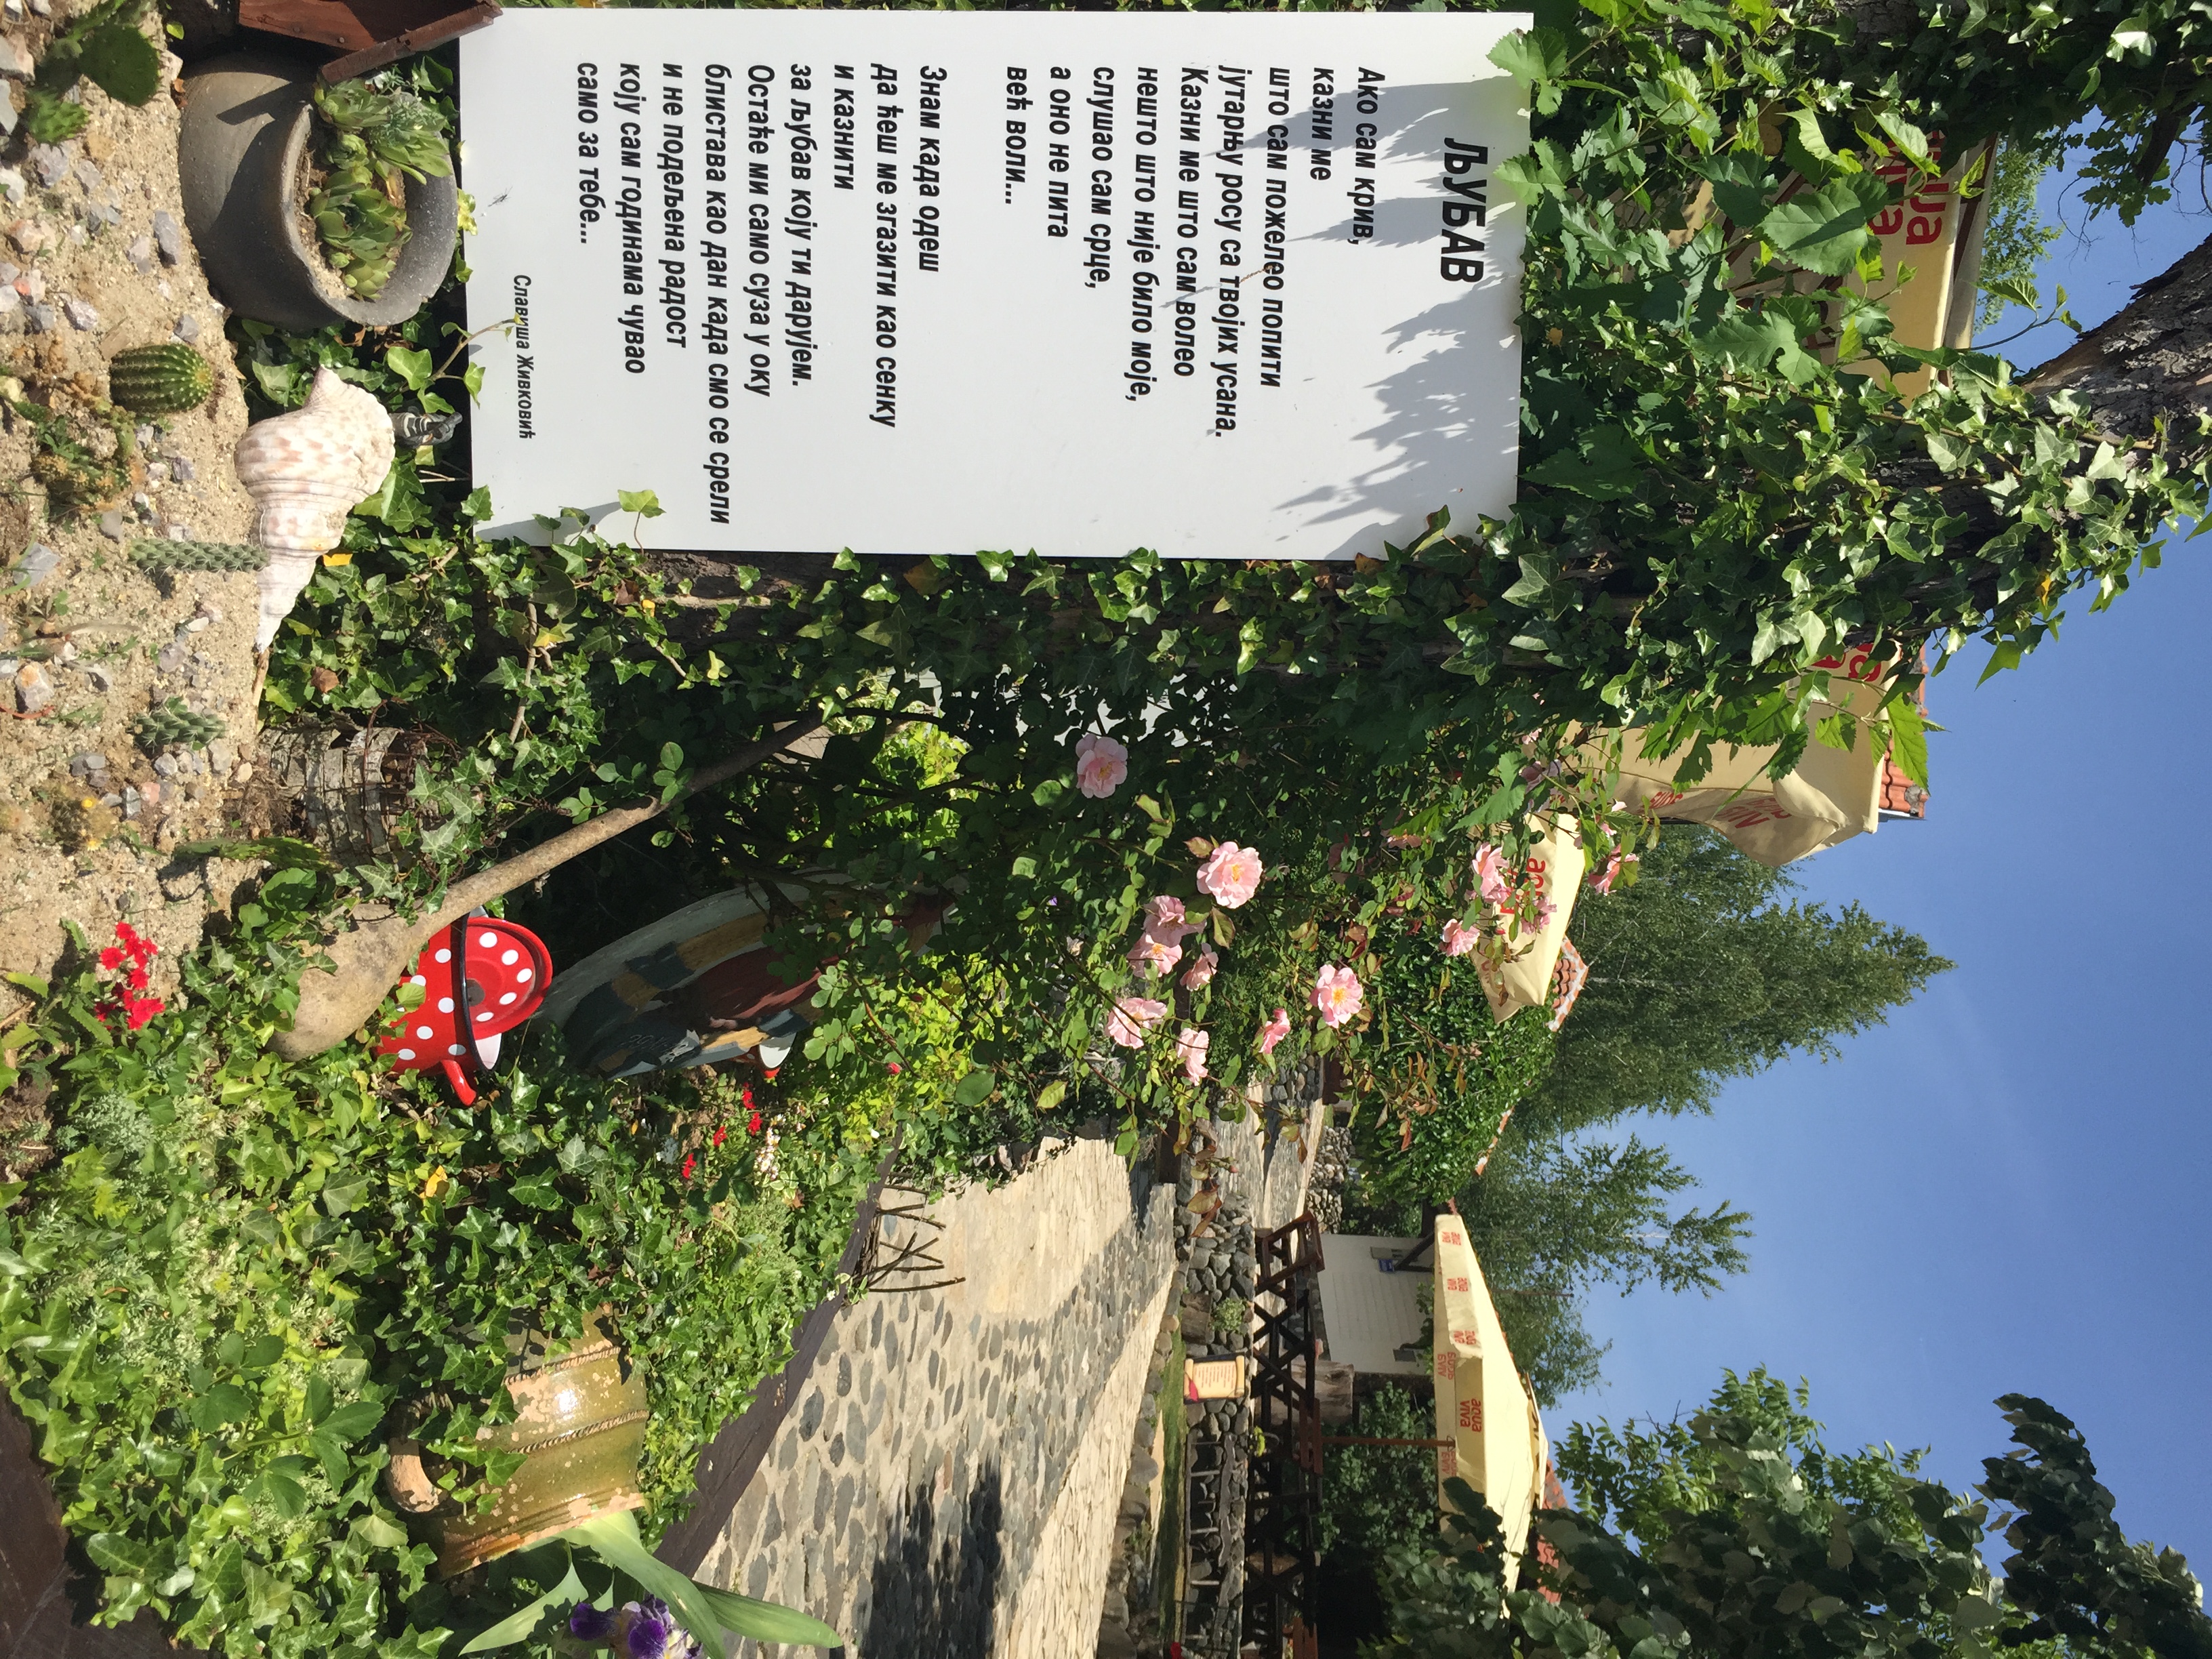 ЉУБАВ
Ако сам крив,
казни ме
што сам пожелео попити
јутарњу росу са твојих усана.
Казни ме што сам волео
нешто што није било моје,
слушао сам срце,
а оно не пита
већ воли...
Знам када одеш
да ћеш ме згазити као сенку
и казнити
за љубав коју ти дарујем.
Остаће ми само суза у оку
блистава као дан када смо се срели
и не подељена радост
коју сам годинама чувао
само за тебе...
Славиша Живковић
viva
aqua
viva